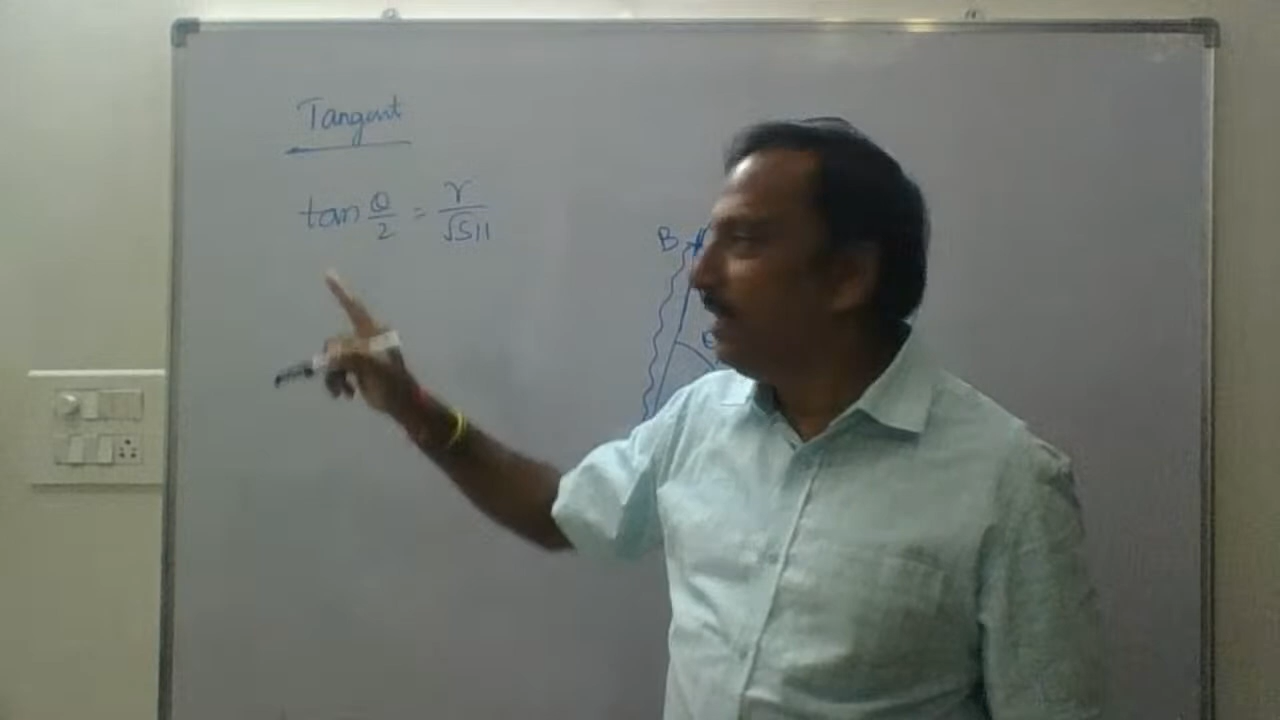 Tangent
tan θ/2 = r/√S11
B
θ